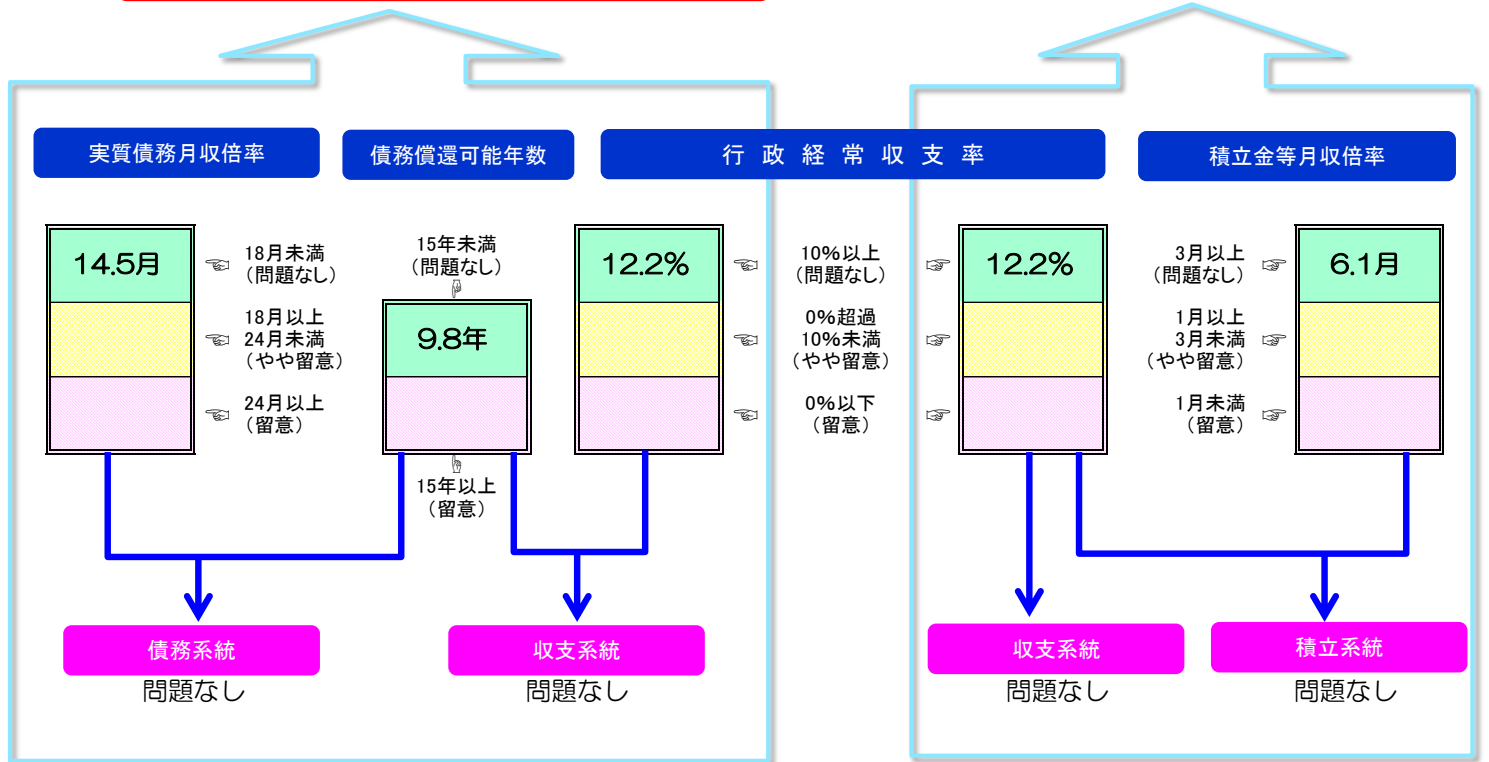 実質債務月収倍率
債務償還可能年数
行政経常収支率
積立金等月収倍率
14.5月
18月未満
（問題なし）
18月以上
24月未満
（やや留意）
24月以上
（留意）
15年未満
（問題なし）
9.8年
15年以上
（留意）
12.2%
10%以上
（問題なし）
0%超過
10%未満
（やや留意）
0%以下
（留意）
12.2%
3月以上
（問題なし）
1月以上
3月未満
（やや留意）
1月未満
（留意）
6.1月
債務系統
問題なし
収支系統
問題なし
収支系統
問題なし
積立系統
問題なし